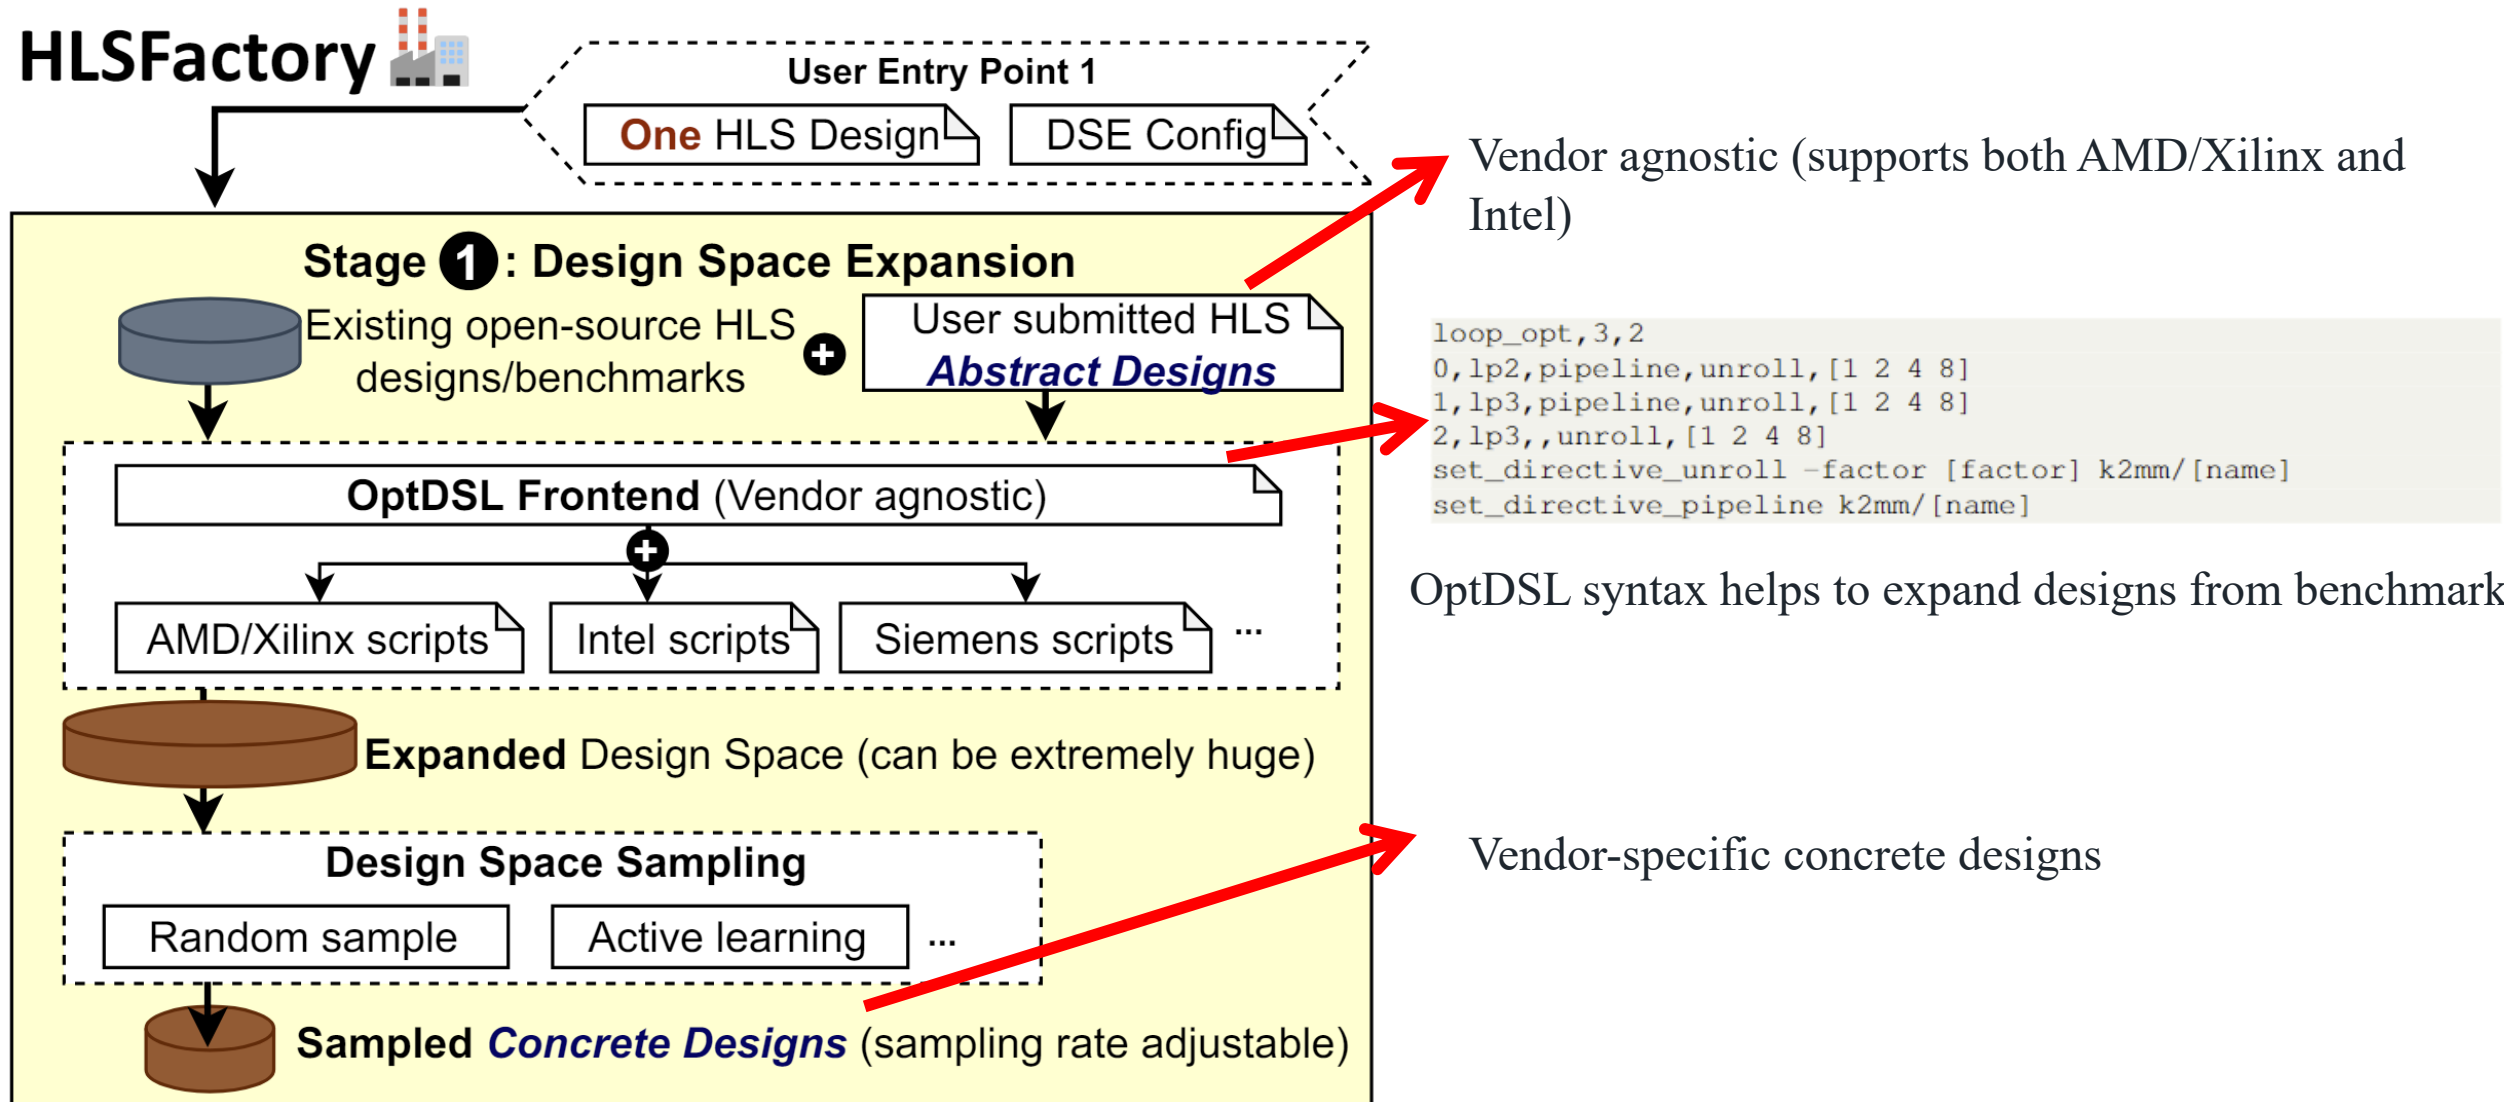 HLSFactory
User Entry Point 1
One HLS Design
DSE Config
Stage 1: Design Space Expansion
Existing open-source HLS
designs/benchmarks
+
User submitted HLS
Abstract Designs
OptDSL Frontend (Vendor agnostic)
+
AMD/Xilinx scripts
Intel scripts
Siemens scripts
...
Expanded Design Space (can be extremely huge)
Design Space Sampling
Random sample
Active learning
...
Sampled Concrete Designs (sampling rate adjustable)
Vendor agnostic (supports both AMD/Xilinx and
Intel)
loop_opt,3,2
0,lp2,pipeline,unroll,[1 2 4 8]
1,lp3,pipeline,unroll,[1 2 4 8]
2,lp3,,unroll,[1 2 4 8]
set_directive_unroll –factor [factor] k2mm/[name]
set_directive_pipeline k2mm/[name]
OptDSL syntax helps to expand designs from benchmark
Vendor-specific concrete designs